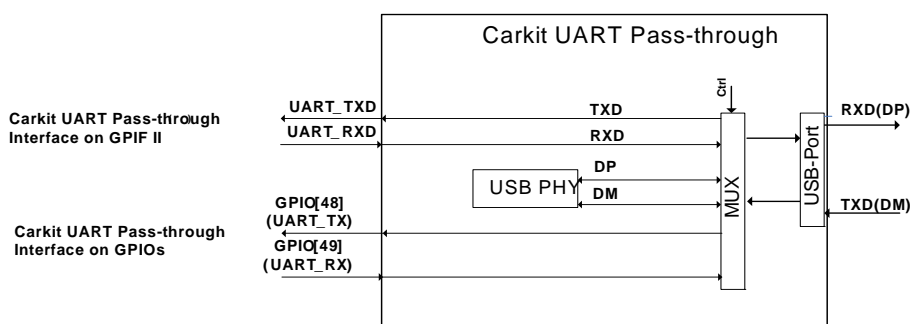 Carkit UART Pass-through
Ctrl
UART_TXD
TXD
RXD(DP)
Carkit UART Pass-through
Interface on GPIF II
UART_RXD
RXD
USB PHY
DP
DM
MUX
USB-Port
GPIO[48]
(UART_TX)
TXD(DM)
Carkit UART Pass-through
Interface on GPIOs
GPIO[49]
(UART_RX)